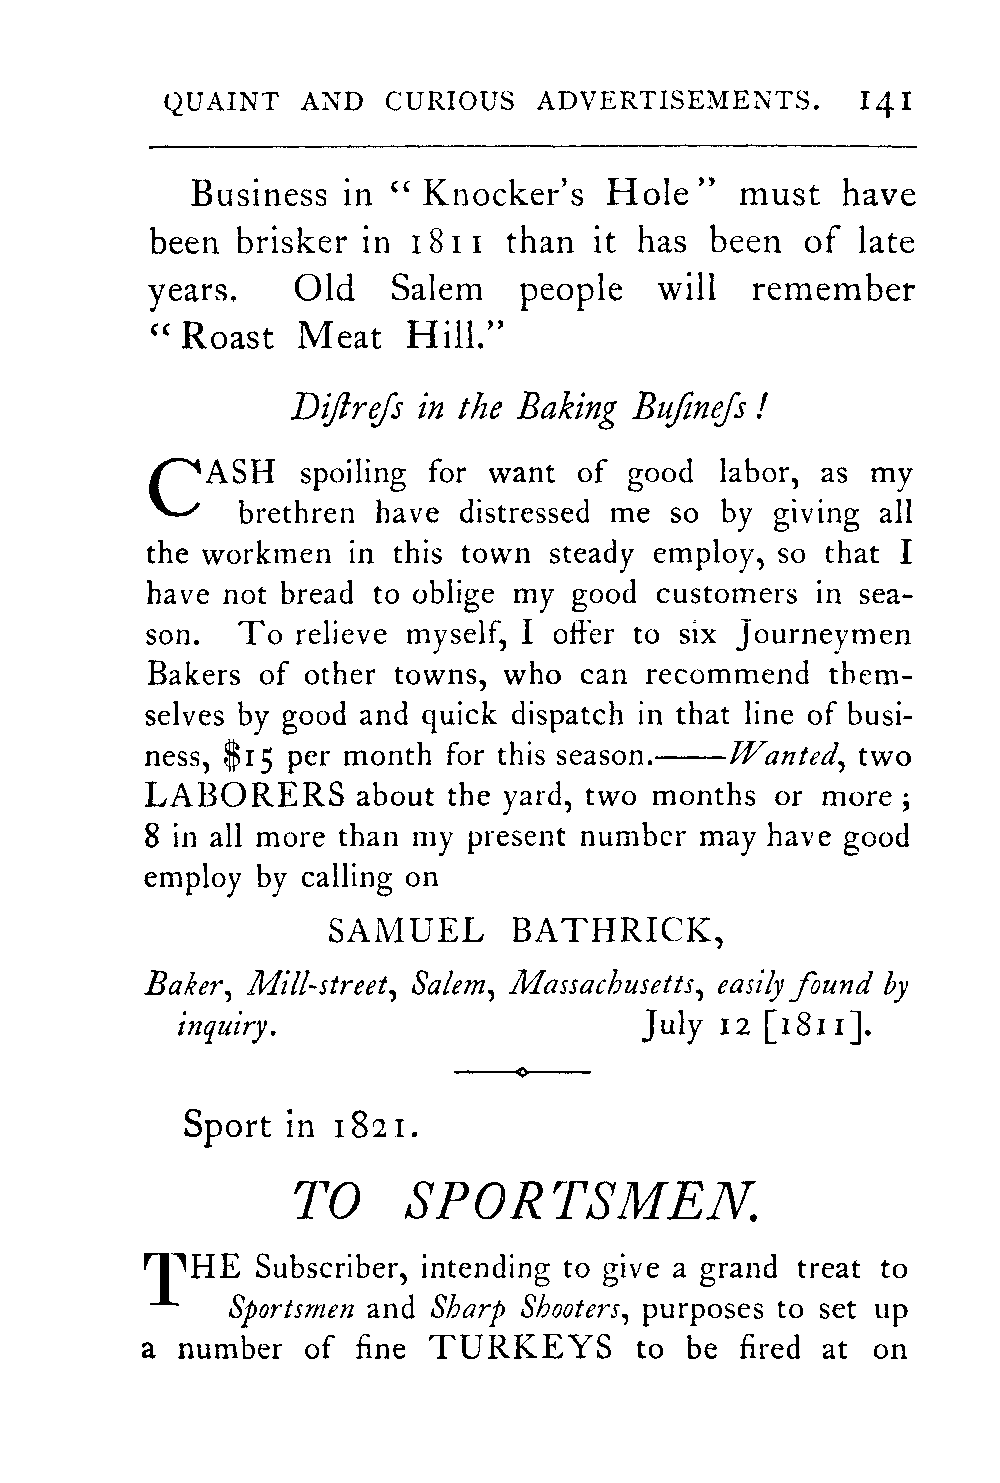 QUAINT AND CURIOUS ADVERTISEMENTS. 141
Business in “ Knocker’s Hole ” must have
been brisker in 1811 than it has been of late
years. Old Salem people will remember
“ Roast Meat Hill.”
Diſtreſs in the Baking Buſineſs !
CASH spoiling for want of good labor, as my
brethren have distressed me so by giving all
the workmen in this town steady employ, so that I
have not bread to oblige my good customers in sea-
son. To relieve myself, I offer to six Journeymen
Bakers of other towns, who can recommend them-
selves by good and quick dispatch in that line of busi-
ness, $15 per month for this season.——Wanted, two
LABORERS about the yard, two months or more ;
8 in all more than my present number may have good
employ by calling on
SAMUEL BATHRICK,
Baker, Mill-street, Salem, Massachusetts, easily found by
inquiry. July 12 [1811].
Sport in 1821.
TO SPORTSMEN.
THE Subscriber, intending to give a grand treat to
Sportsmen and Sharp Shooters, purposes to set up
a number of fine TURKEYS to be fired at on